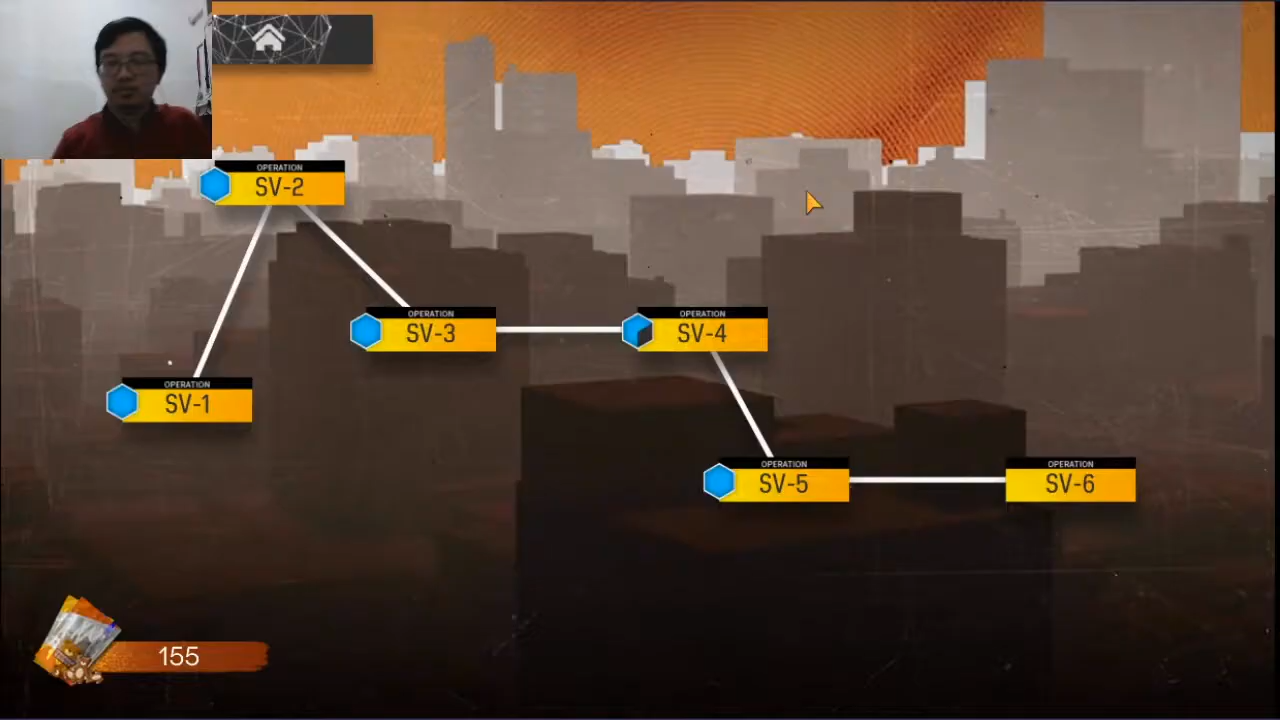 OPERATION
SV-2
OPERATION
SV-3
OPERATION
SV-4
OPERATION
SV-1
OPERATION
SV-5
OPERATION
SV-6
155